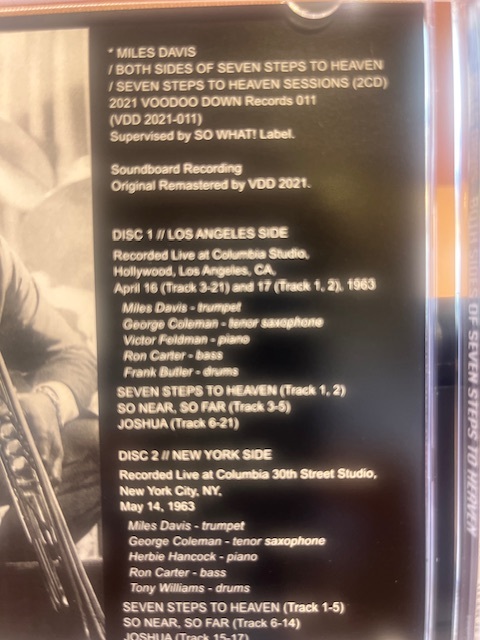 * MILES DAVIS
/ BOTH SIDES OF SEVEN STEPS TO HEAVEN
/ SEVEN STEPS TO HEAVEN SESSIONS (2CD)
2021 VOODOO DOWN Records 011
(VDD 2021-011)
Supervised by SO WHAT! Label.
Soundboard Recording
Original Remastered by VDD 2021.
DISC 1 // LOS ANGELES SIDE
Recorded Live at Columbia Studio,
Hollywood, Los Angeles, CA,
April 16 (Track 3-21) and 17 (Track 1, 2), 1963
Miles Davis - trumpet
George Coleman - tenor saxophone
Victor Feldman - piano
Ron Carter - bass
Frank Butler - drums
SEVEN STEPS TO HEAVEN (Track 1, 2)
SO NEAR, SO FAR (Track 3-5)
JOSHUA (Track 6-21)
DISC 2 // NEW YORK SIDE
Recorded Live at Columbia 30th Street Studio,
New York City, NY,
May 14, 1963
Miles Davis - trumpet
George Coleman - tenor saxophone
Herbie Hancock - piano
Ron Carter - bass
Tony Williams - drums
SEVEN STEPS TO HEAVEN (Track 1-5)
SO NEAR, SO FAR (Track 6-14)
JOSHUA (Track 15-17)
BOTH SIDES OF SEVEN STEPS TO HEAVEN